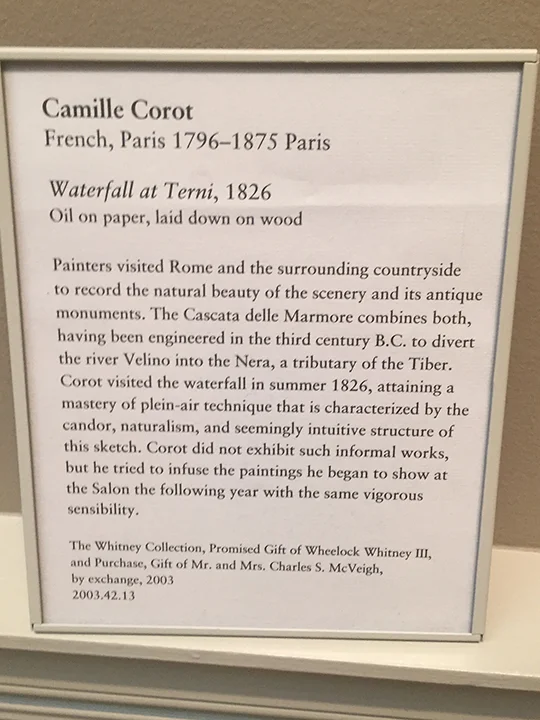 Camille Corot
French, Paris 1796–1875 Paris
Waterfall at Terni, 1826
Oil on paper, laid down on wood
Painters visited Rome and the surrounding countryside
to record the natural beauty of the scenery and its antique
monuments. The Cascata delle Marmore combines both,
having been engineered in the third century B.C. to divert
the river Velino into the Nera, a tributary of the Tiber.
Corot visited the waterfall in summer 1826, attaining a
mastery of plein-air technique that is characterized by the
candor, naturalism, and seemingly intuitive structure of
this sketch. Corot did not exhibit such informal works,
but he tried to infuse the paintings he began to show at
the Salon the following year with the same vigorous
sensibility.
The Whitney Collection, Promised Gift of Wheelock Whitney III,
and Purchase, Gift of Mr. and Mrs. Charles S. McVeigh,
by exchange, 2003
2003.42.13